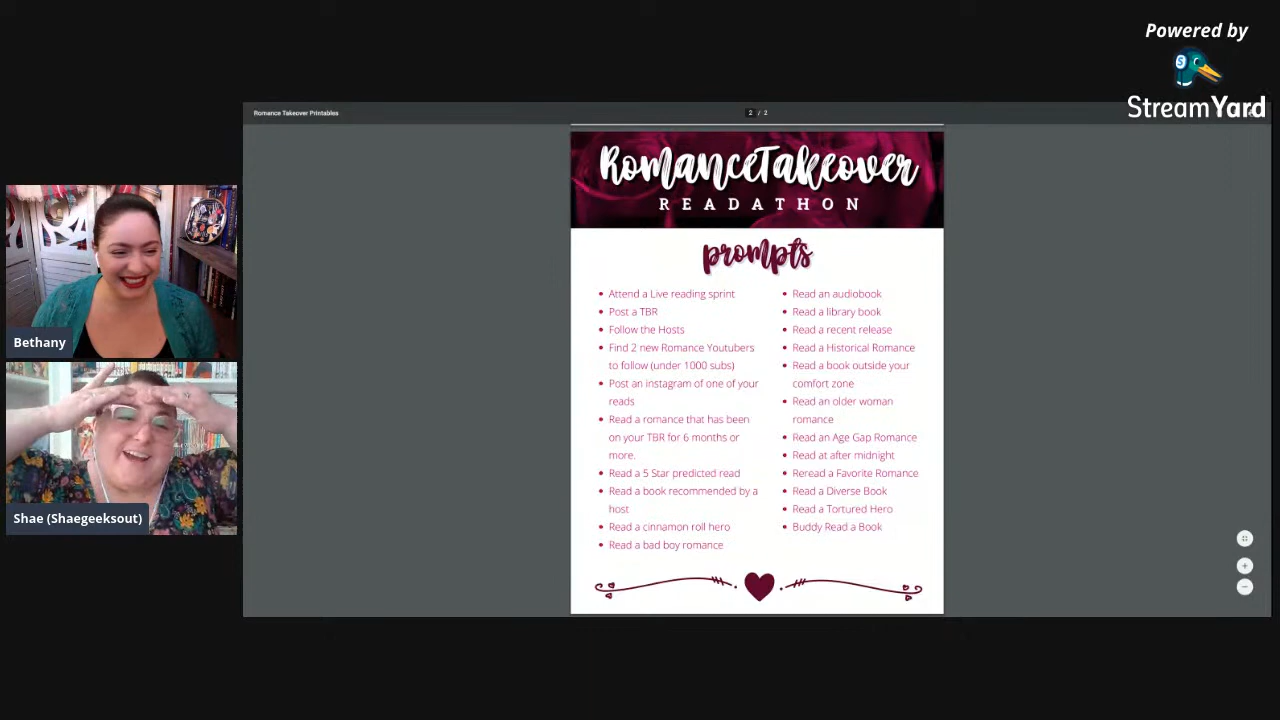 Powered by
StreamYard
Romance Takeover Printables
2 / 2
RomanceTakeover
READATHON
prompts
• Attend a Live reading sprint
• Post a TBR
• Follow the Hosts
• Find 2 new Romance Youtubers
to follow (under 1000 subs)
• Post an instagram of one of your
reads
• Read a romance that has been
on your TBR for 6 months or
more.
• Read a 5 Star predicted read
• Read a book recommended by a
host
• Read a cinnamon roll hero
• Read a bad boy romance
• Read an audiobook
• Read a library book
• Read a recent release
• Read a Historical Romance
• Read a book outside your
comfort zone
• Read an older woman
romance
• Read an Age Gap Romance
• Read at after midnight
• Reread a Favorite Romance
• Read a Diverse Book
• Read a Tortured Hero
• Buddy Read a Book
Bethany
Shae (Shaegeeksout)